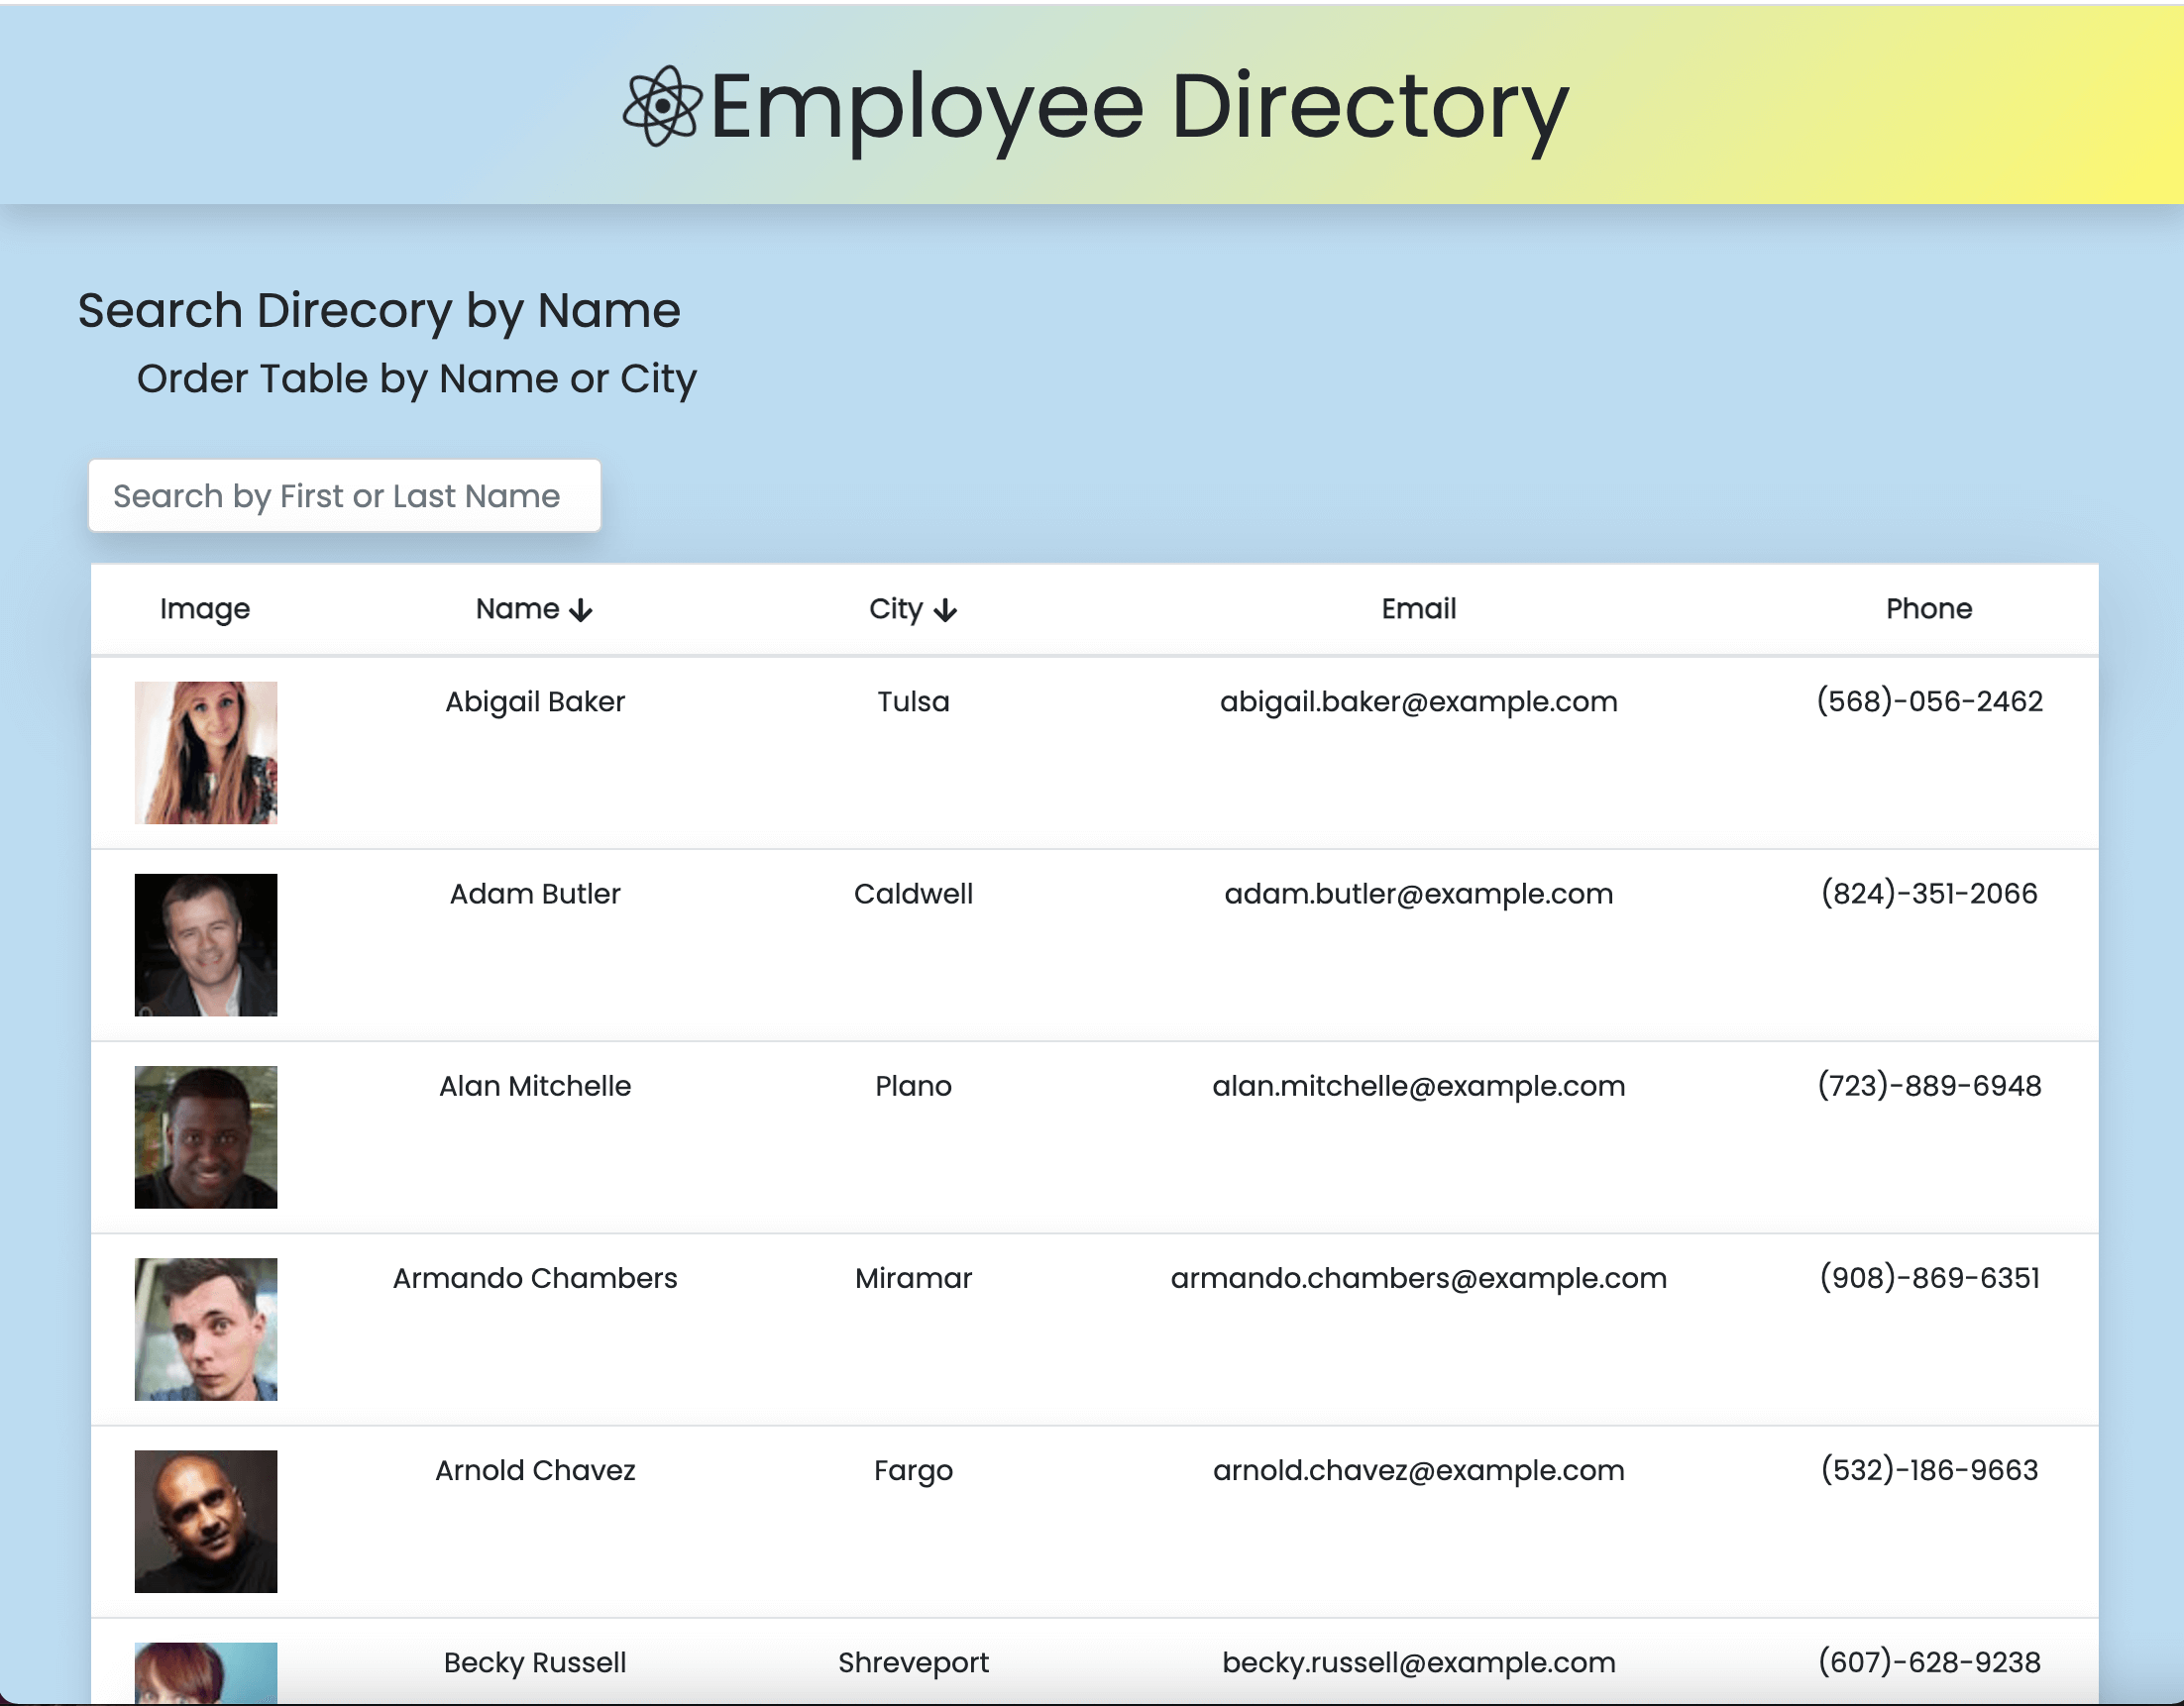 Employee Directory
Search Direcory by Name
Order Table by Name or City
Search by First or Last Name
Image Name City Email Phone
Abigail Baker Tulsa abigail.baker@example.com (568)-056-2462
Adam Butler Caldwell adam.butler@example.com (824)-351-2066
Alan Mitchelle Plano alan.mitchelle@example.com (723)-889-6948
Armando Chambers Miramar armando.chambers@example.com (908)-869-6351
Arnold Chavez Fargo arnold.chavez@example.com (532)-186-9663
Becky Russell Shreveport becky.russell@example.com (607)-628-9238